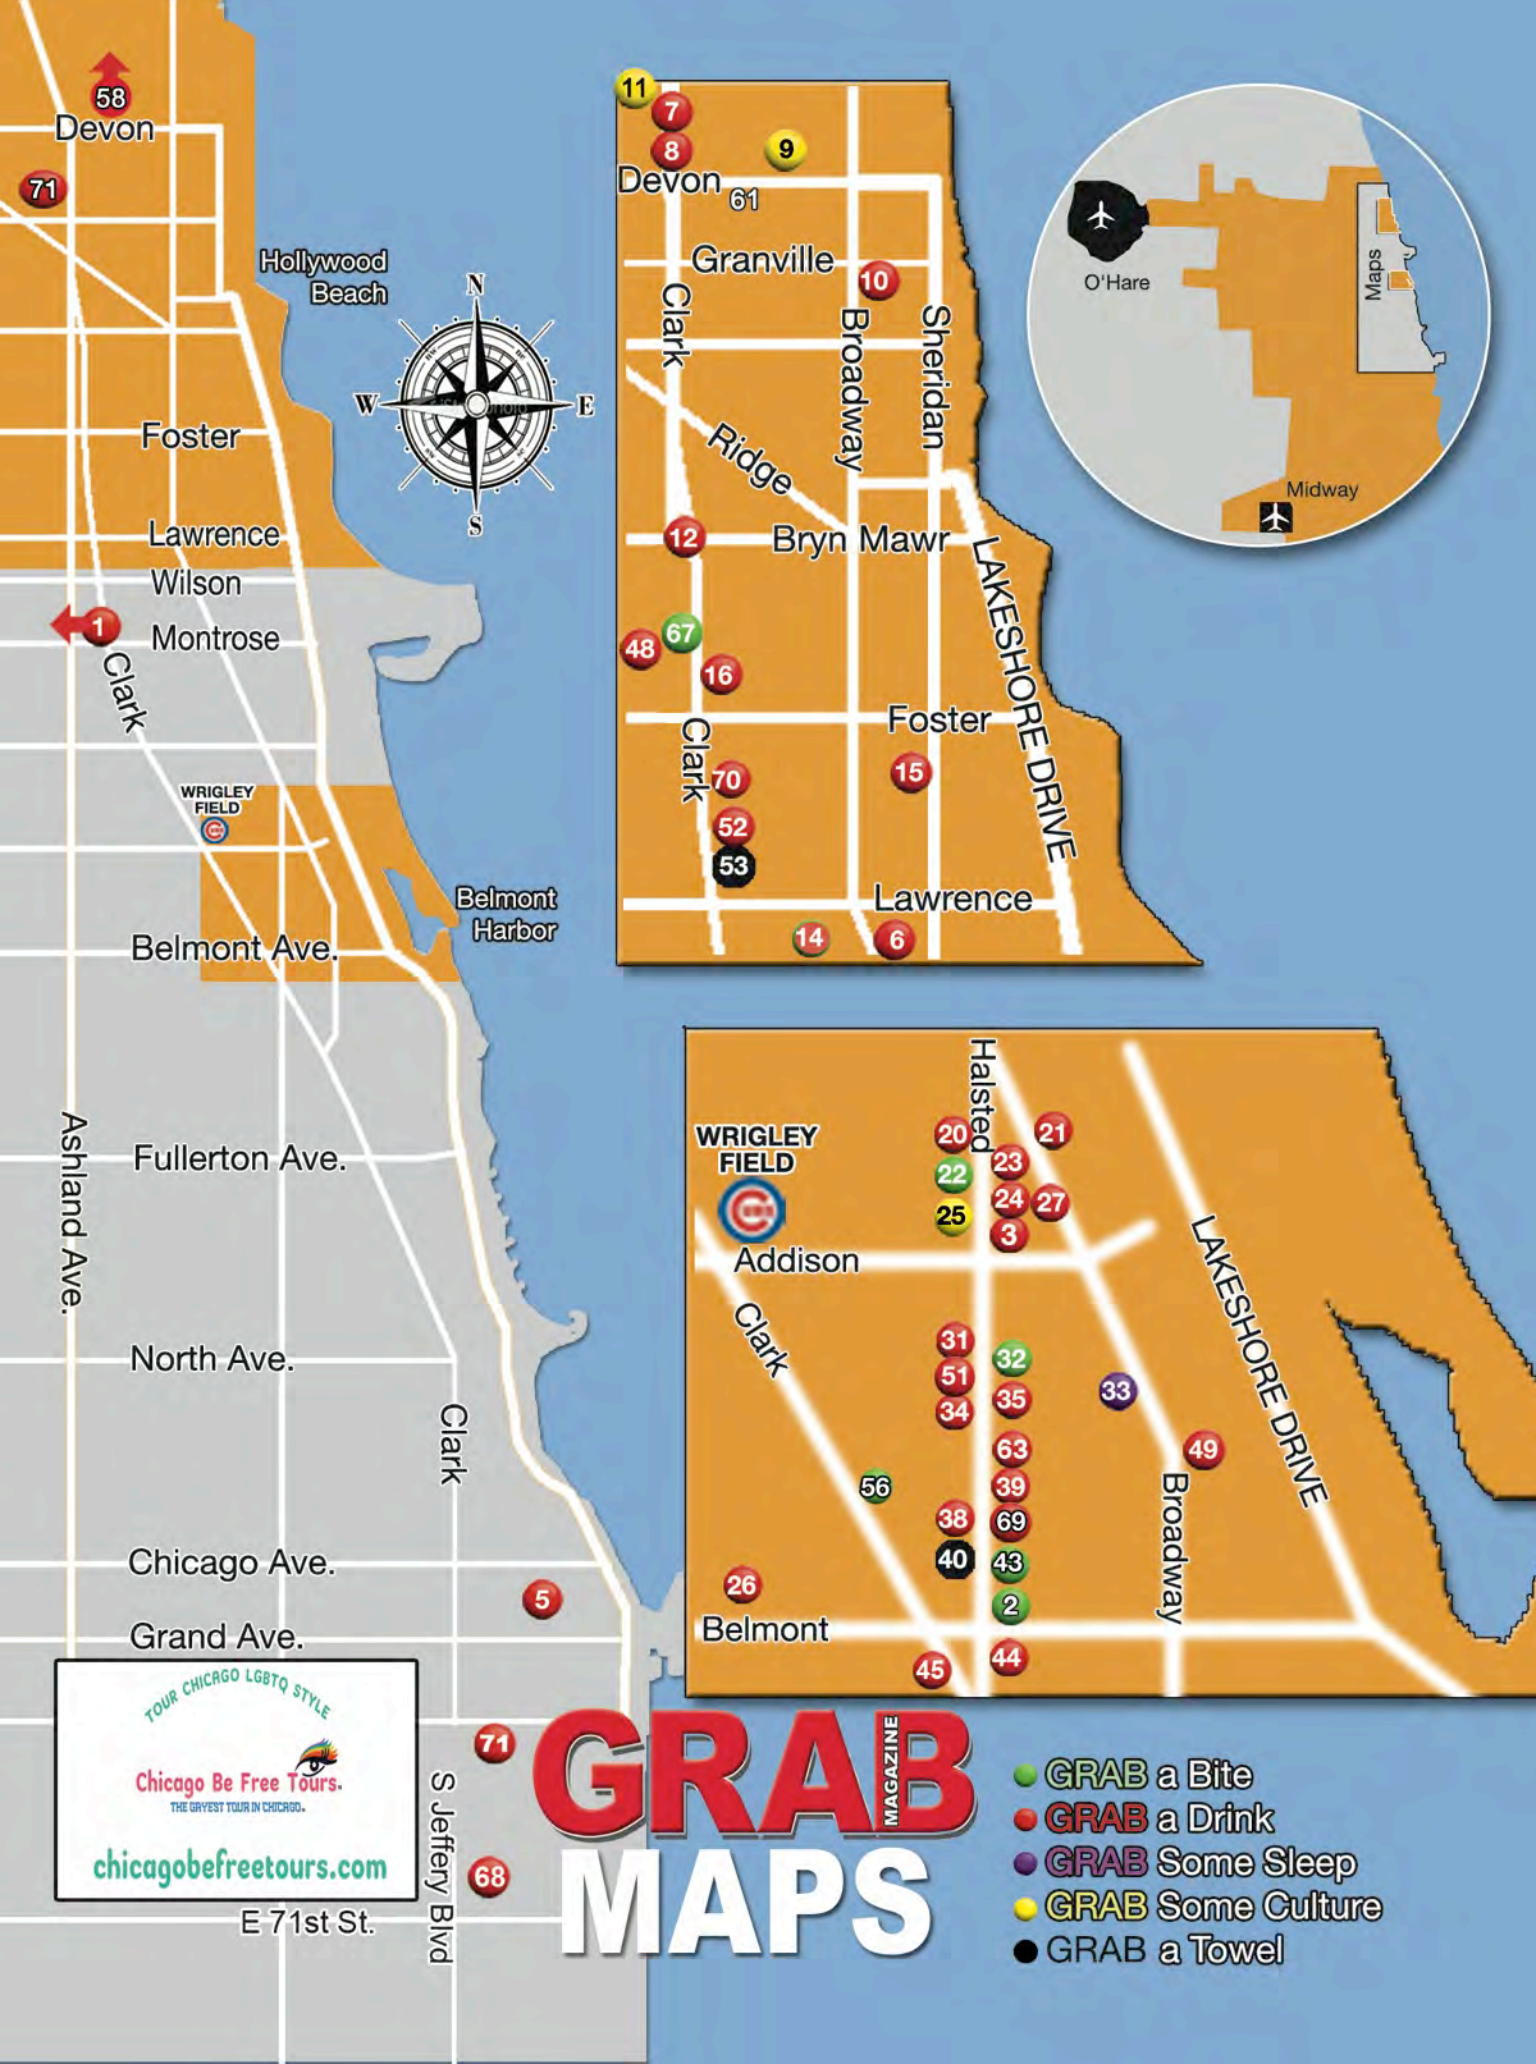 58
Devon
71
Hollywood
Beach
Foster
Lawrence
Wilson
1
Montrose
Clark
WRIGLEY
FIELD
Belmont
Harbor
Belmont Ave.
Ashland Ave.
Fullerton Ave.
North Ave.
Clark
Chicago Ave.
5
Grand Ave.
TOUR CHICAGO LGBTQ STYLE
Chicago Be Free Tours.
THE GAYEST TOUR IN CHICAGO.
chicagobefreetours.com
71
S Jeffery Blvd
68
E 71st St.
N
W
E
S
11
7
8
9
Devon
61
Granville
10
Clark
Broadway
Sheridan
Ridge
12
Bryn Mawr
LAKESHORE DRIVE
67
48
16
Foster
Clark
70
15
52
53
Lawrence
14
6
O'Hare
Maps
Midway
Halsted
WRIGLEY
FIELD
20
21
22
23
24
27
25
3
Addison
Clark
LAKESHORE DRIVE
31
32
51
33
34
35
63
49
56
39
Broadway
38
69
40
43
26
2
Belmont
45
44
GRAB
MAGAZINE
MAPS
GRAB a Bite
GRAB a Drink
GRAB Some Sleep
GRAB Some Culture
GRAB a Towel